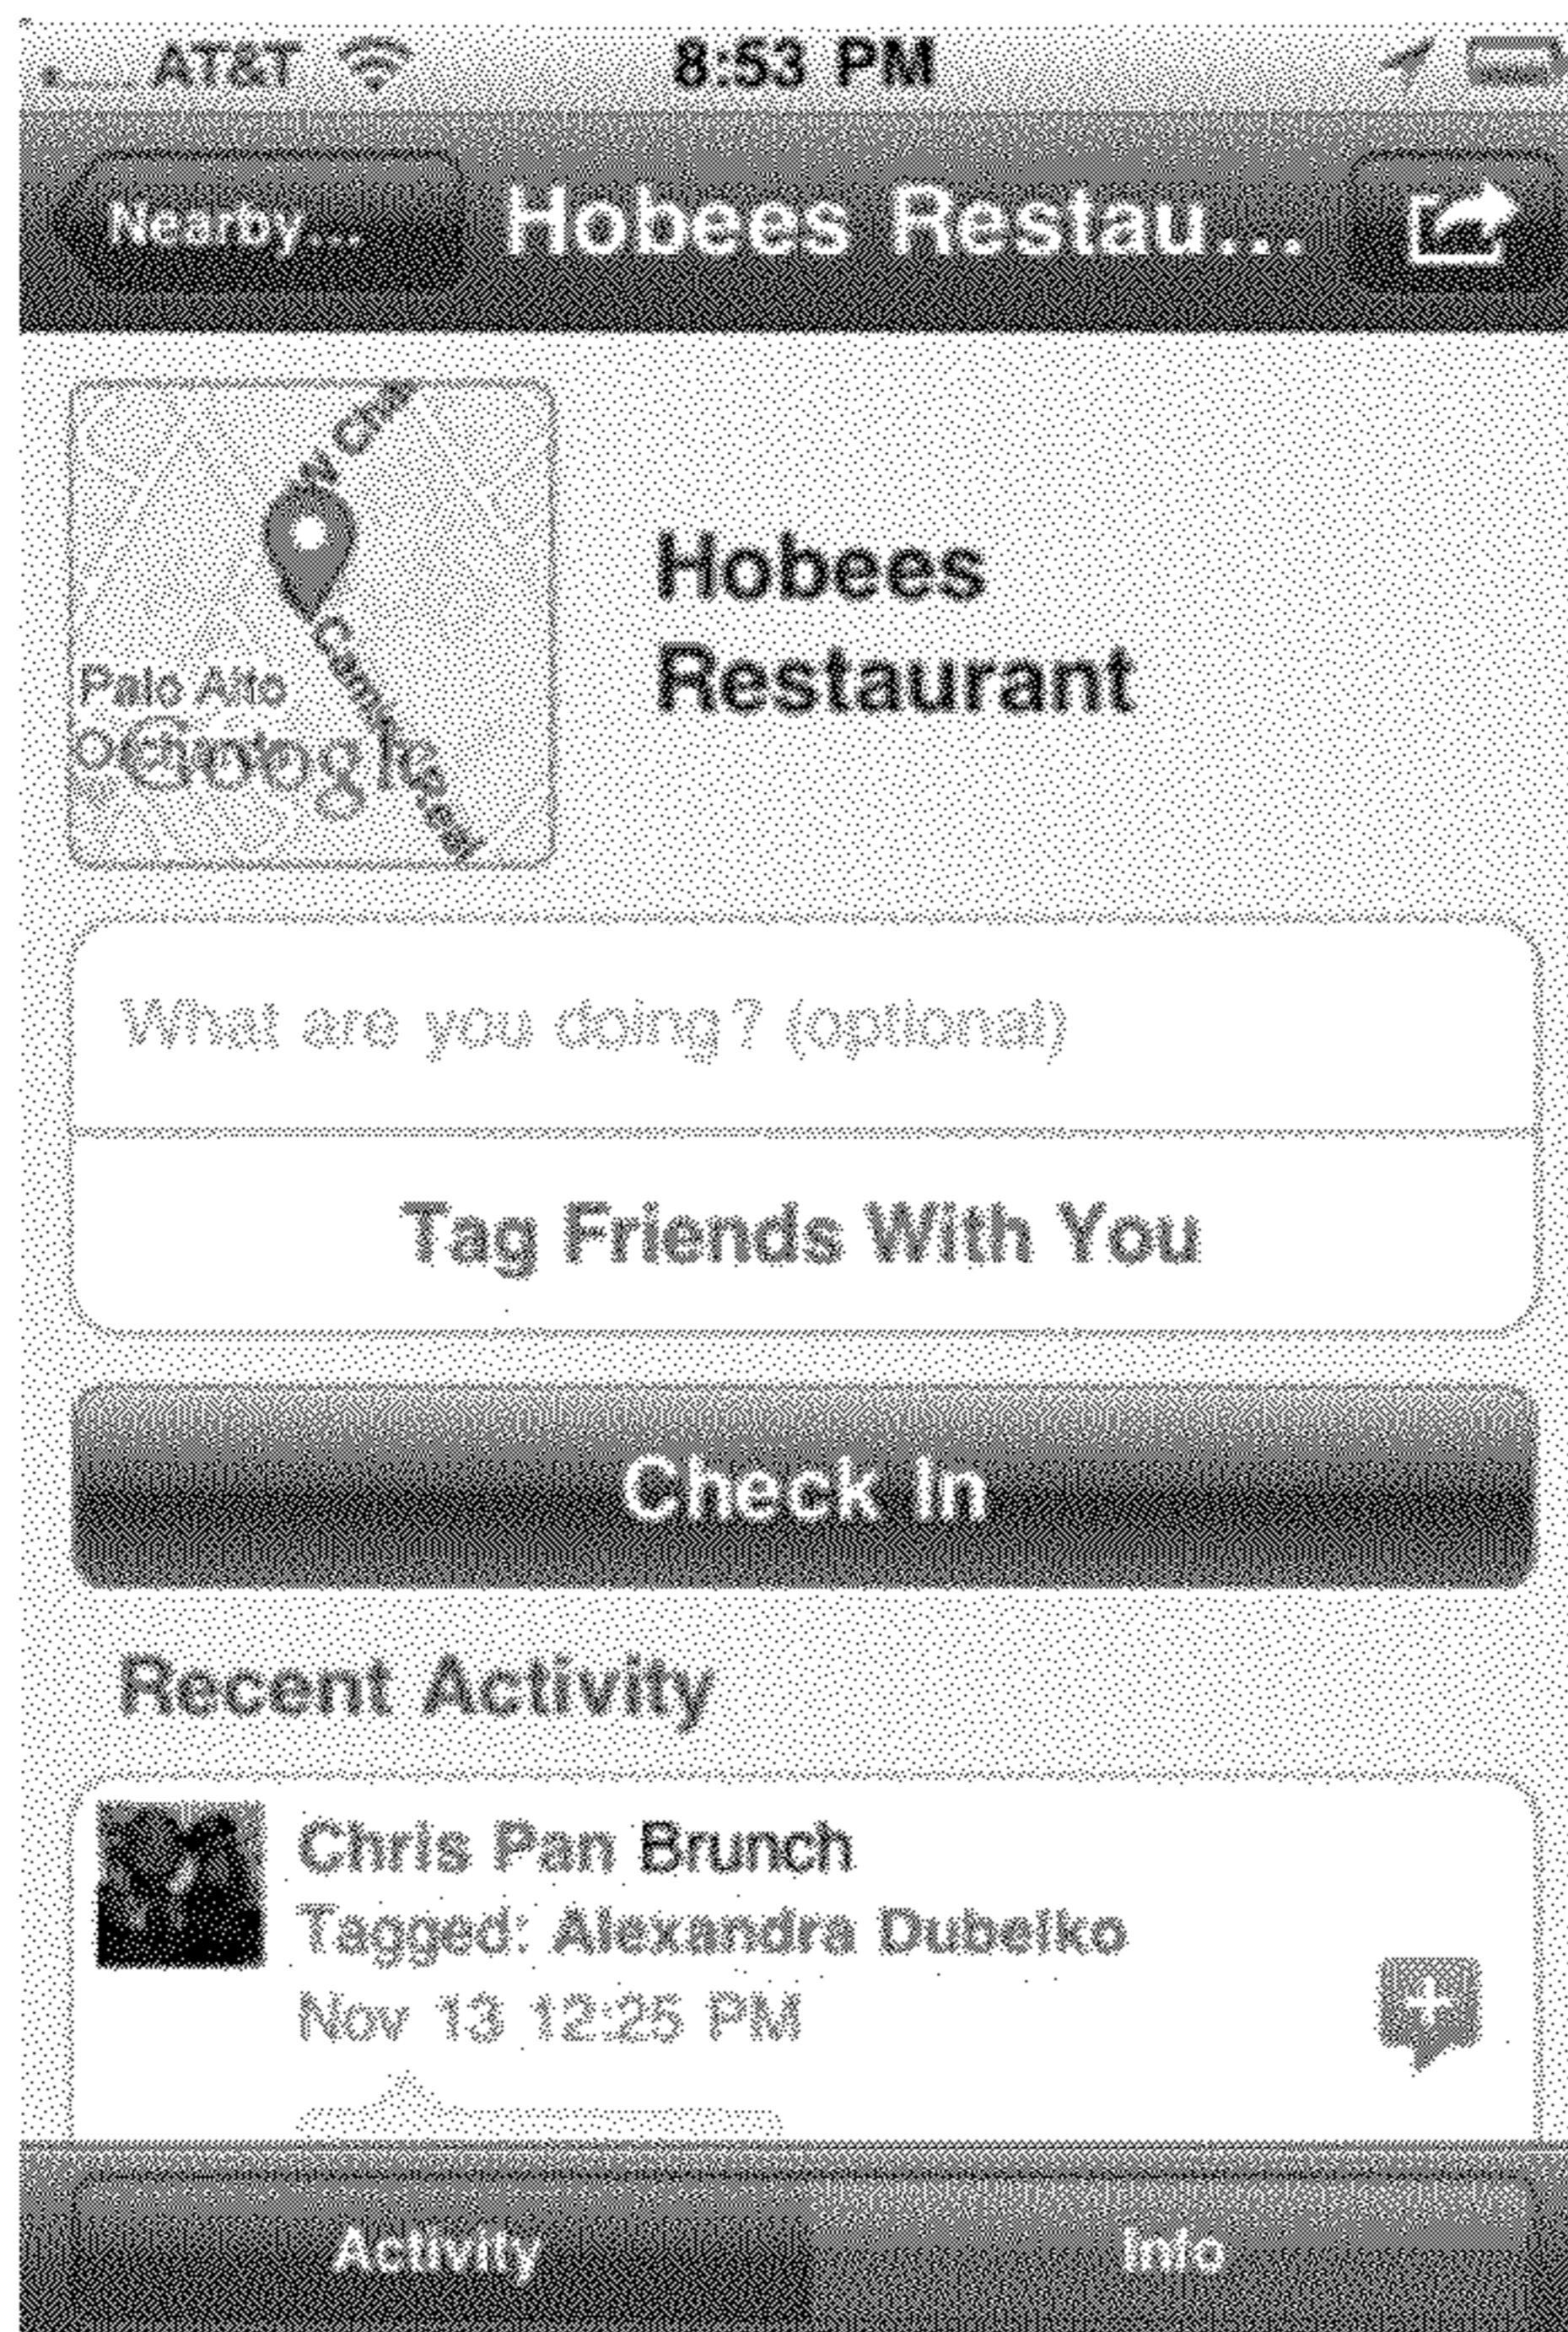 AT&T 8:53 PM
Nearby... Hobees Restau...
Palo Alto
Google
Hobees
Restaurant
What are you doing? (optional)
Tag Friends With You
Check In
Recent Activity
Chris Pan Brunch
Tagged: Alexandra Dubelko
Nov 13 12:25 PM
Activity Info